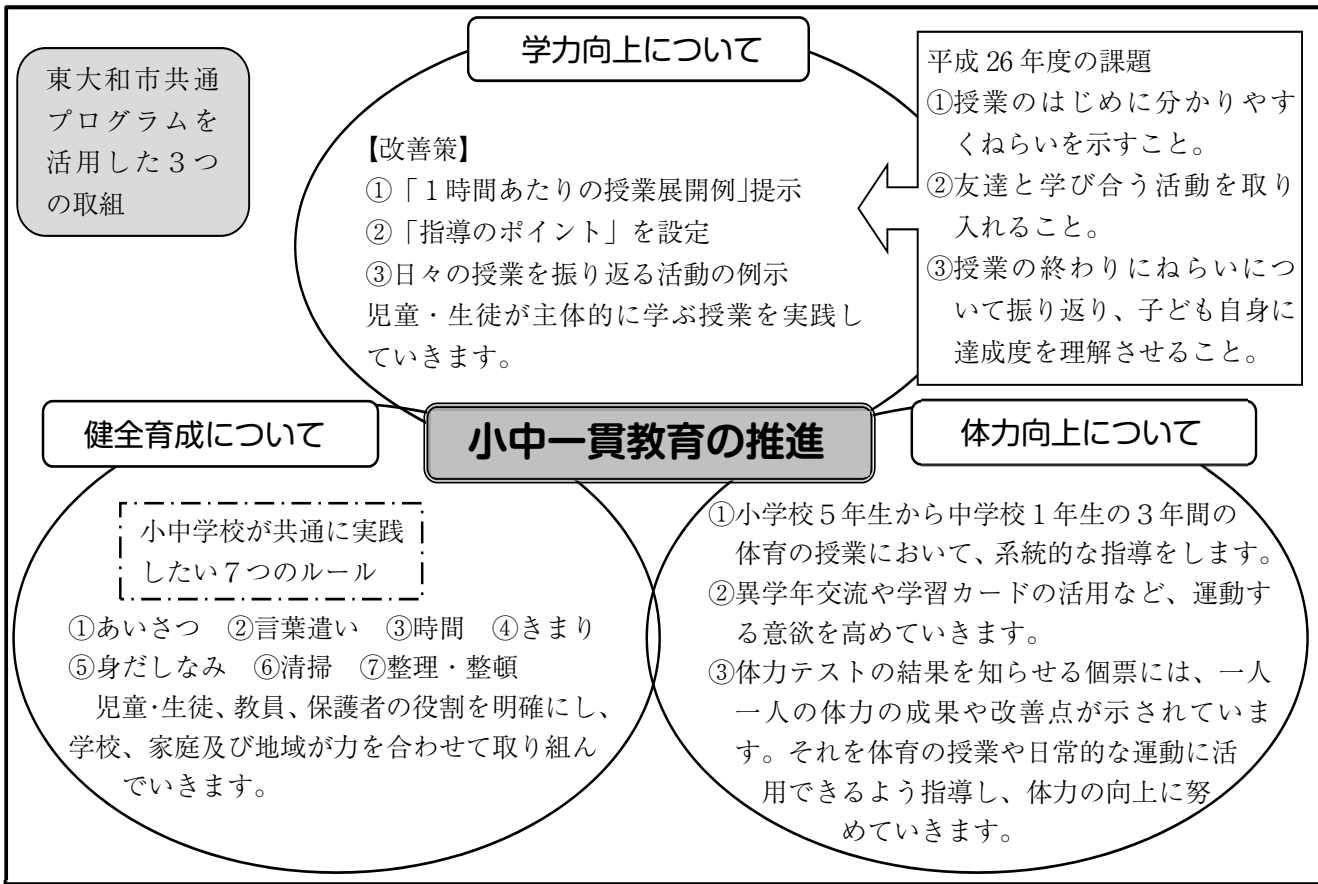 東大和市共通
プログラムを
活用した３つ
の取組
学力向上について
【改善策】
①「１時間あたりの授業展開例」提示
②「指導のポイント」を設定
③日々の授業を振り返る活動の例示
児童・生徒が主体的に学ぶ授業を実践し
ていきます。
平成 26 年度の課題
①授業のはじめに分かりやす
くねらいを示すこと。
②友達と学び合う活動を取り
入れること。
③授業の終わりにねらいにつ
いて振り返り、子ども自身に
達成度を理解させること。
小中一貫教育の推進
健全育成について
小中学校が共通に実践
したい７つのルール
①あいさつ　②言葉遣い　③時間　④きまり
⑤身だしなみ　⑥清掃　⑦整理・整頓
児童・生徒、教員、保護者の役割を明確にし、
学校、家庭及び地域が力を合わせて取り組ん
でいきます。
体力向上について
①小学校５年生から中学校１年生の３年間の
体育の授業において、系統的な指導をします。
②異学年交流や学習カードの活用など、運動す
る意欲を高めていきます。
③体力テストの結果を知らせる個票には、一人
一人の体力の成果や改善点が示されていま
す。それを体育の授業や日常的な運動に活
用できるよう指導し、体力の向上に努
めていきます。